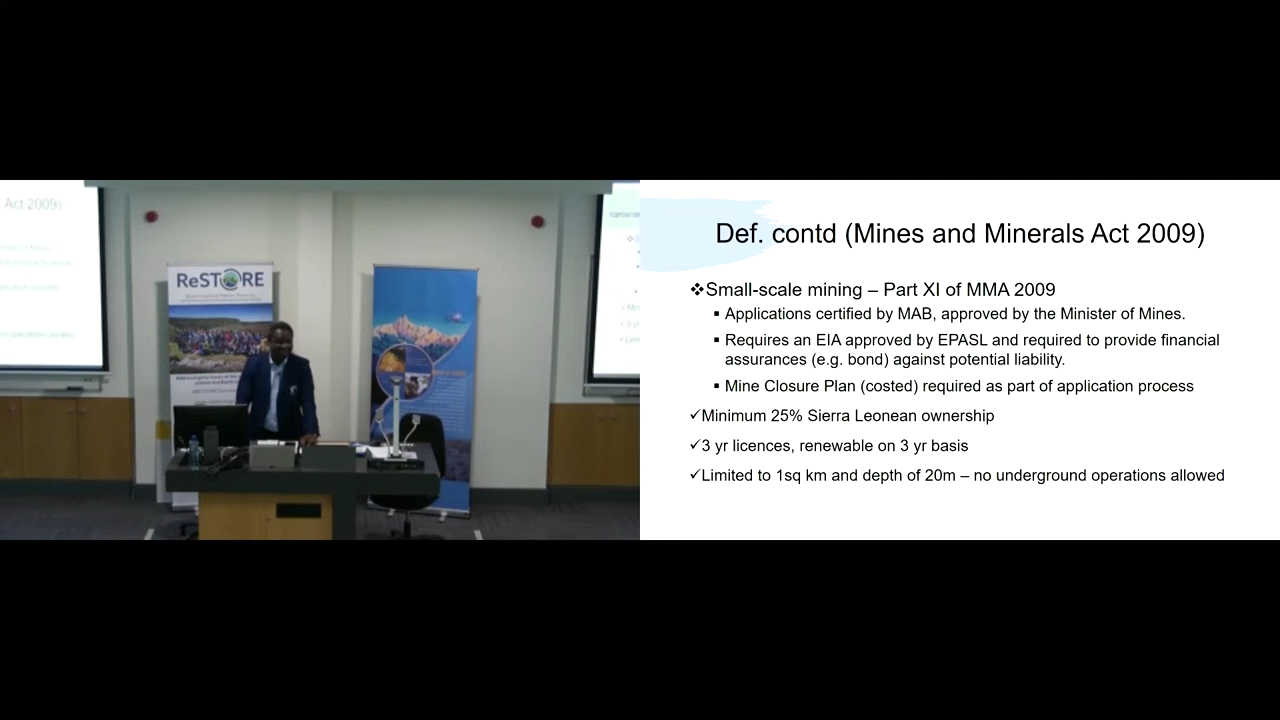 Act 2009)
ReSTORE
Def. contd (Mines and Minerals Act 2009)
❖Small-scale mining – Part XI of MMA 2009
▪ Applications certified by MAB, approved by the Minister of Mines.
▪ Requires an EIA approved by EPASL and required to provide financial
assurances (e.g. bond) against potential liability.
▪ Mine Closure Plan (costed) required as part of application process
✓Minimum 25% Sierra Leonean ownership
✓3 yr licences, renewable on 3 yr basis
✓Limited to 1sq km and depth of 20m – no underground operations allowed